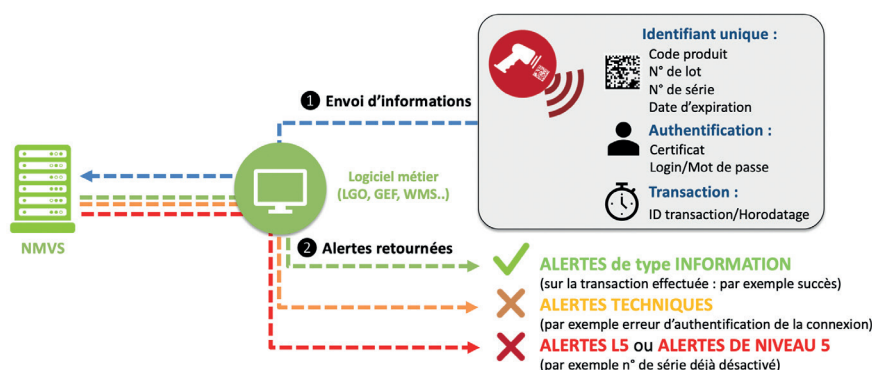 Identifiant unique :
Code produit
N° de lot
N° de série
Date d'expiration
Authentification :
Certificat
Login/Mot de passe
Transaction :
ID transaction/Horodatage
1 Envoi d'informations
Logiciel métier
(LGO, GEF, WMS..)
NMVS
2 Alertes retournées
ALERTES de type INFORMATION
(sur la transaction effectuée : par exemple succès)
ALERTES TECHNIQUES
(par exemple erreur d'authentification de la connexion)
ALERTES L5 ou ALERTES DE NIVEAU 5
(par exemple n° de série déjà désactivé)